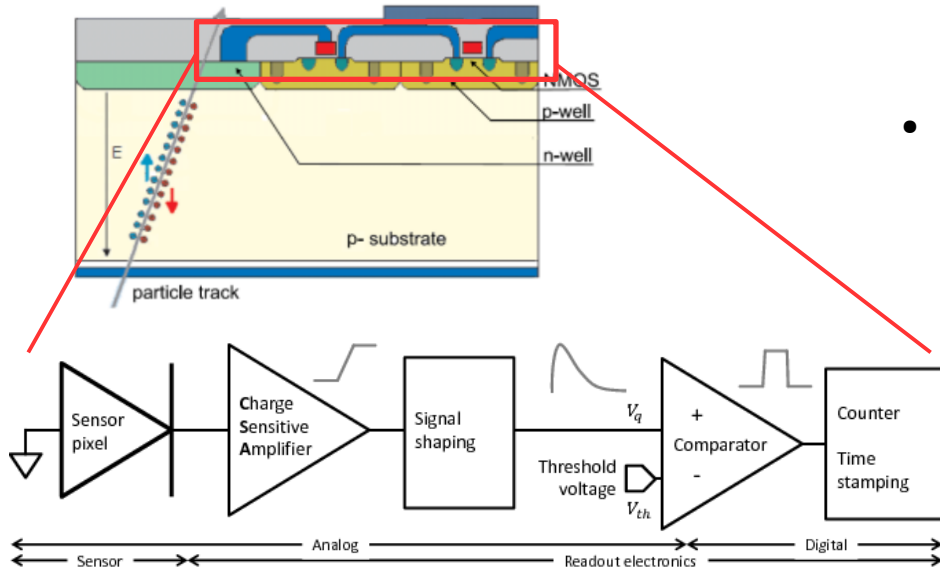 NMOS
p-well
E
n-well
p- substrate
particle track
Sensor
pixel
Charge
Sensitive
Amplifier
Signal
shaping
V_q
Threshold
voltage
V_th
+
Comparator
-
Counter
Time
stamping
Analog
Digital
Sensor
Readout electronics